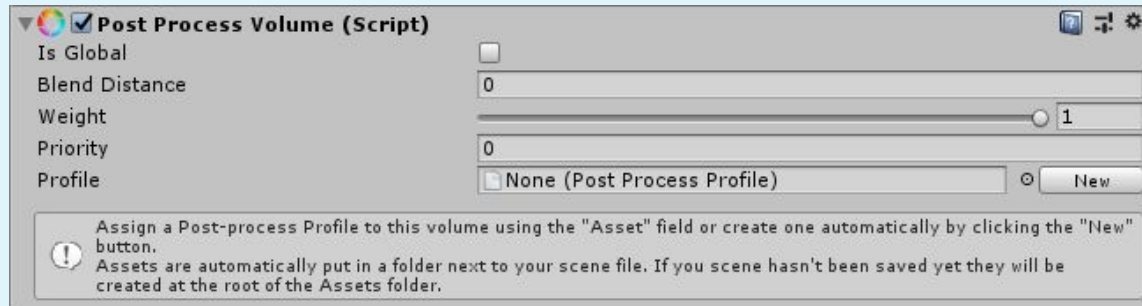 Post Process Volume (Script)
Is Global
Blend Distance 0
Weight 1
Priority 0
Profile None (Post Process Profile) New
Assign a Post-process Profile to this volume using the "Asset" field or create one automatically by clicking the "New"
button.
Assets are automatically put in a folder next to your scene file. If you scene hasn't been saved yet they will be
created at the root of the Assets folder.